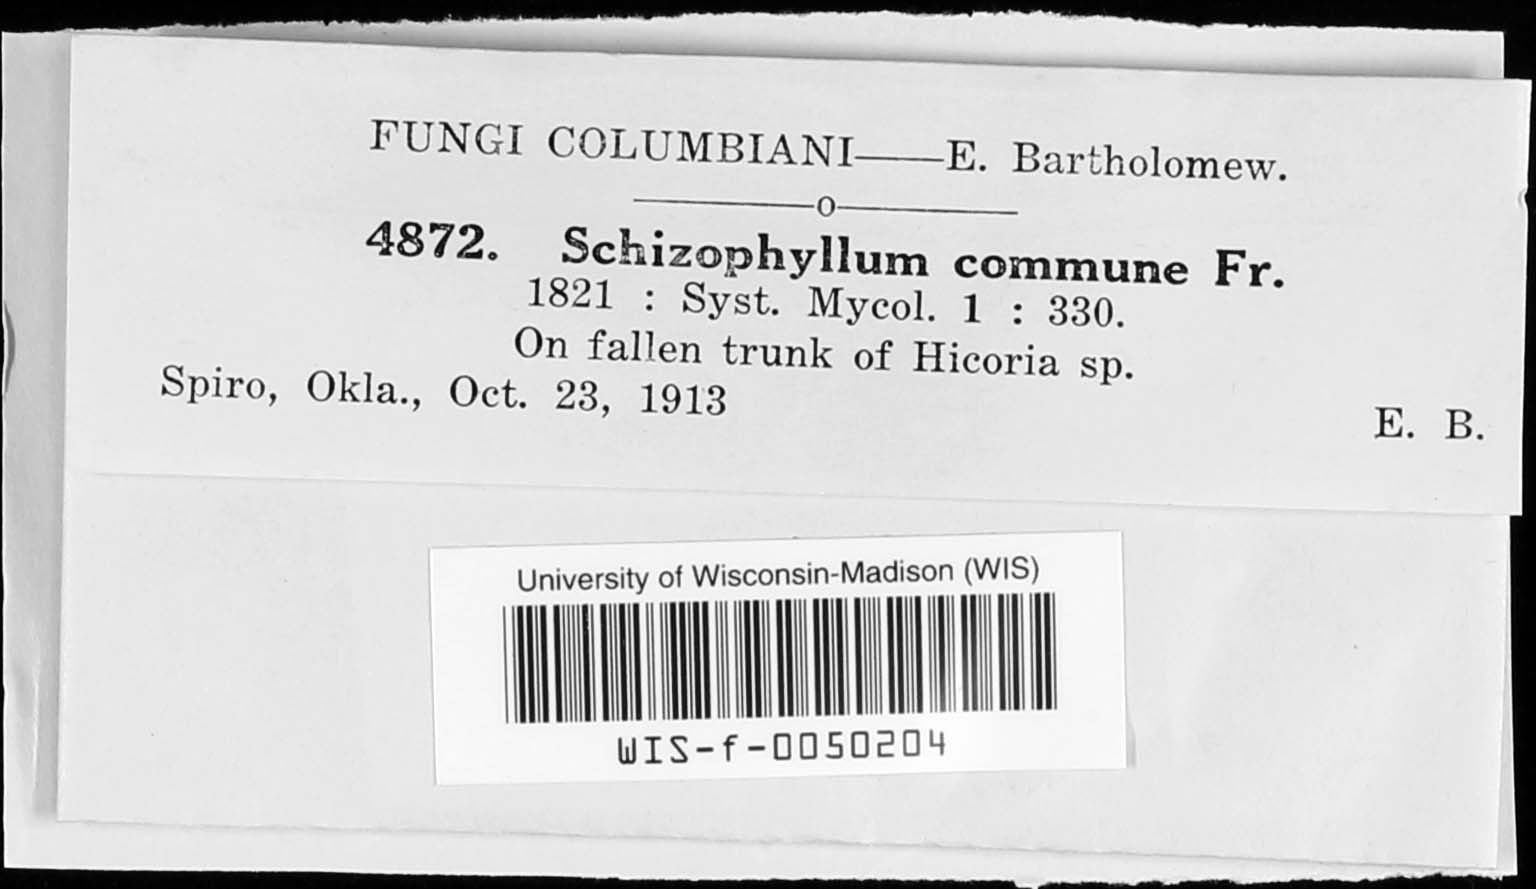 FUNGI COLUMBIANI——E. Bartholomew.
———o———
4872. Schizophyllum commune Fr.
1821 : Syst. Mycol. 1 : 330.
On fallen trunk of Hicoria sp.
Spiro, Okla., Oct. 23, 1913
E. B.
University of Wisconsin-Madison (WIS)
WIS-f-0050204